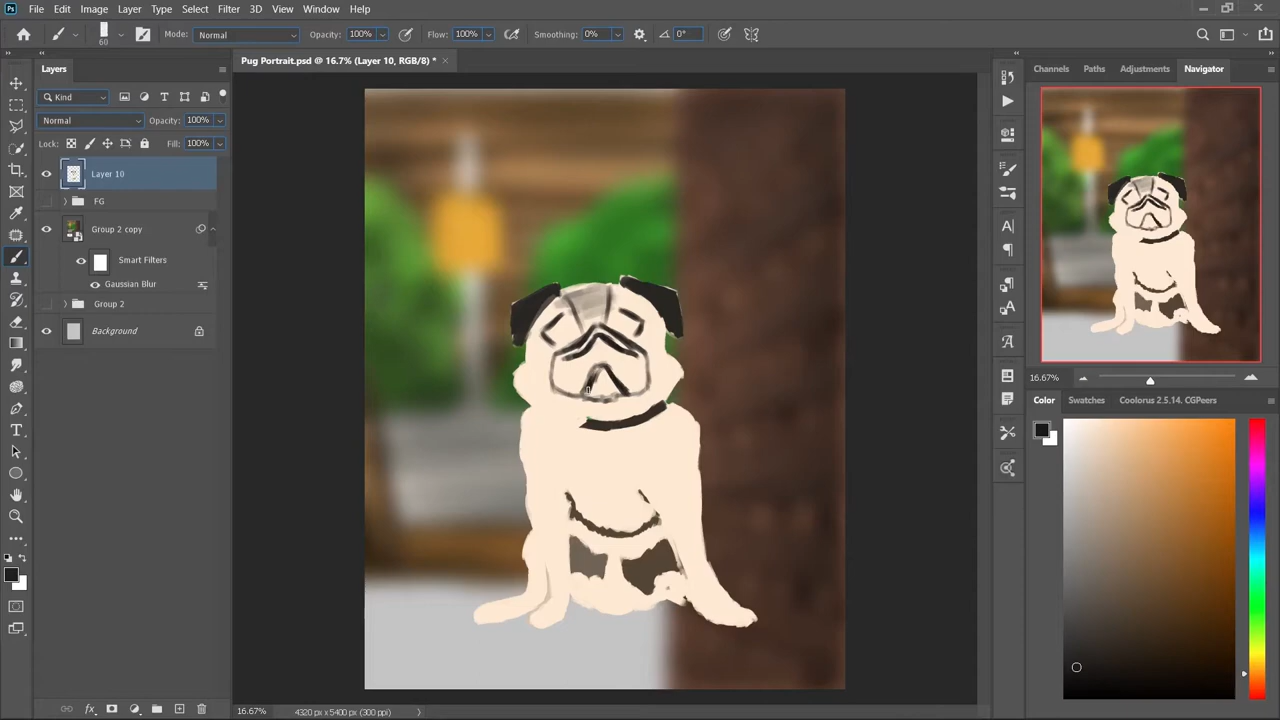 Ps File Edit Image Layer Type Select Filter 3D View Window Help
60 Mode: Normal Opacity: 100% Flow: 100% Smoothing: 0% 0°
Layers
Pug Portrait.psd @ 16.7% (Layer 10, RGB/8) *
Channels Paths Adjustments Navigator
Kind
Normal Opacity: 100%
Lock: Fill: 100%
Layer 10
FG
Group 2 copy
Smart Filters
Gaussian Blur
Group 2
Background
16.67%
Color Swatches Coolorus 2.5.14. CGPeers
16.67% 4320 px x 5400 px (300 ppi)